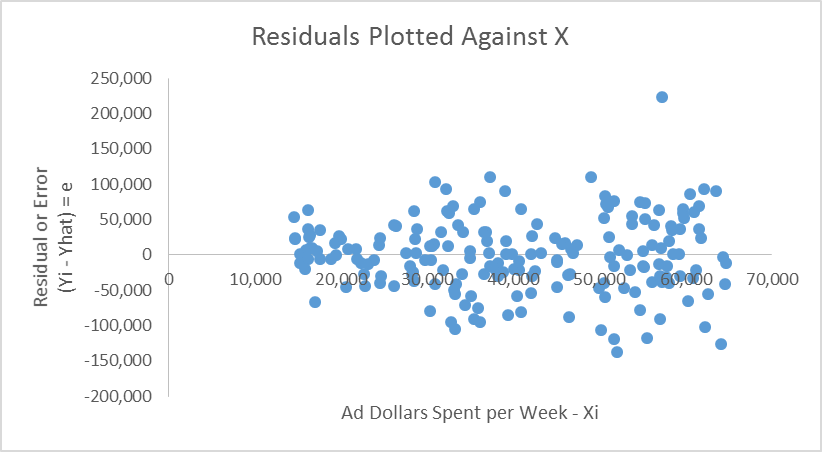 Residuals Plotted Against X
250,000
200,000
150,000
100,000
50,000
0
-50,000
-100,000
-150,000
-200,000
Residual or Error
(Yi - Yhat) = e
0 10,000 20,000 30,000 40,000 50,000 60,000 70,000
Ad Dollars Spent per Week - Xi